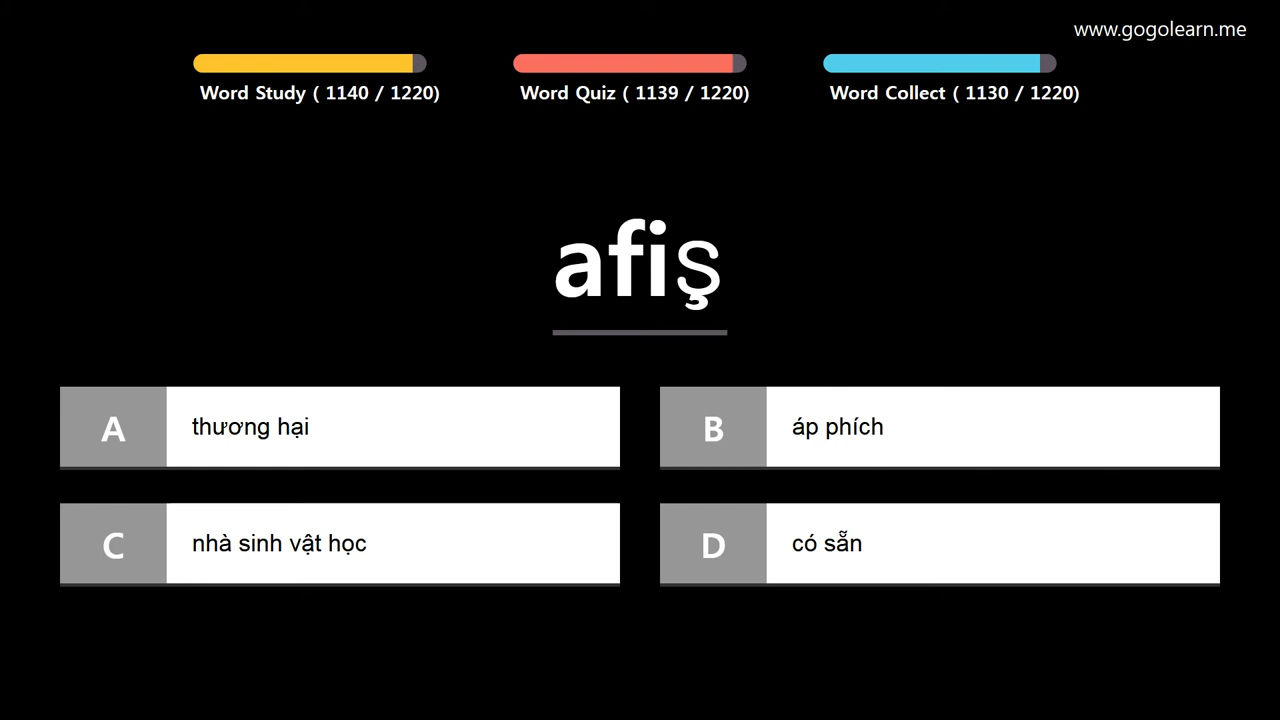 www.gogolearn.me
Word Study ( 1140 / 1220)
Word Quiz ( 1139 / 1220)
Word Collect ( 1130 / 1220)
afiş
A thương hại
B áp phích
C nhà sinh vật học
D có sẵn